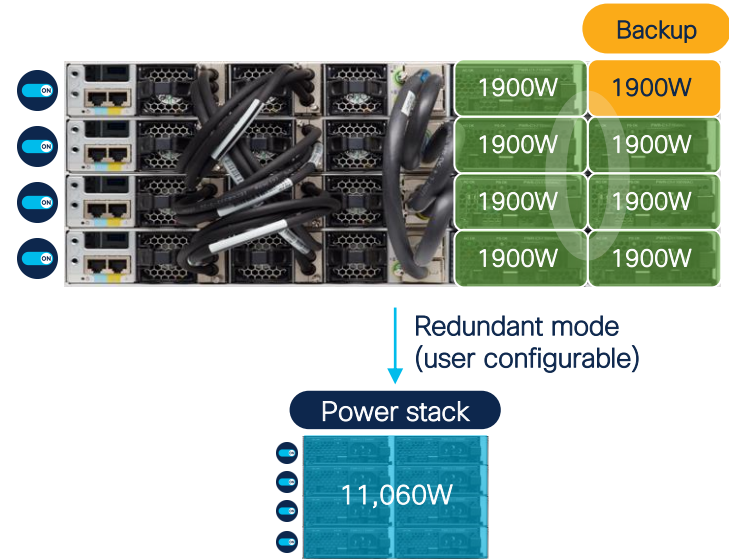 Backup
ON
1900W 1900W
ON
1900W 1900W
ON
1900W 1900W
ON
1900W 1900W
Redundant mode
(user configurable)
Power stack
11,060W